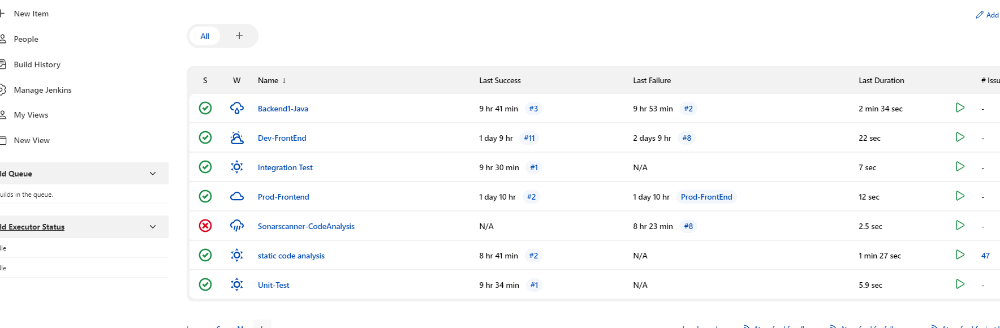 New Item
People
Build History
Manage Jenkins
My Views
New View
ld Queue
uilds in the queue.
ld Executor Status
dle
dle
Add
All +
S W Name ↓ Last Success Last Failure Last Duration # Issu
Backend1-Java 9 hr 41 min #3 9 hr 53 min #2 2 min 34 sec -
Dev-FrontEnd 1 day 9 hr #11 2 days 9 hr #8 22 sec -
Integration Test 9 hr 30 min #1 N/A 7 sec -
Prod-Frontend 1 day 10 hr #2 1 day 10 hr Prod-FrontEnd 12 sec -
Sonarscanner-CodeAnalysis N/A 8 hr 23 min #8 2.5 sec -
static code analysis 8 hr 41 min #2 N/A 1 min 27 sec 47
Unit-Test 9 hr 34 min #1 N/A 5.9 sec -